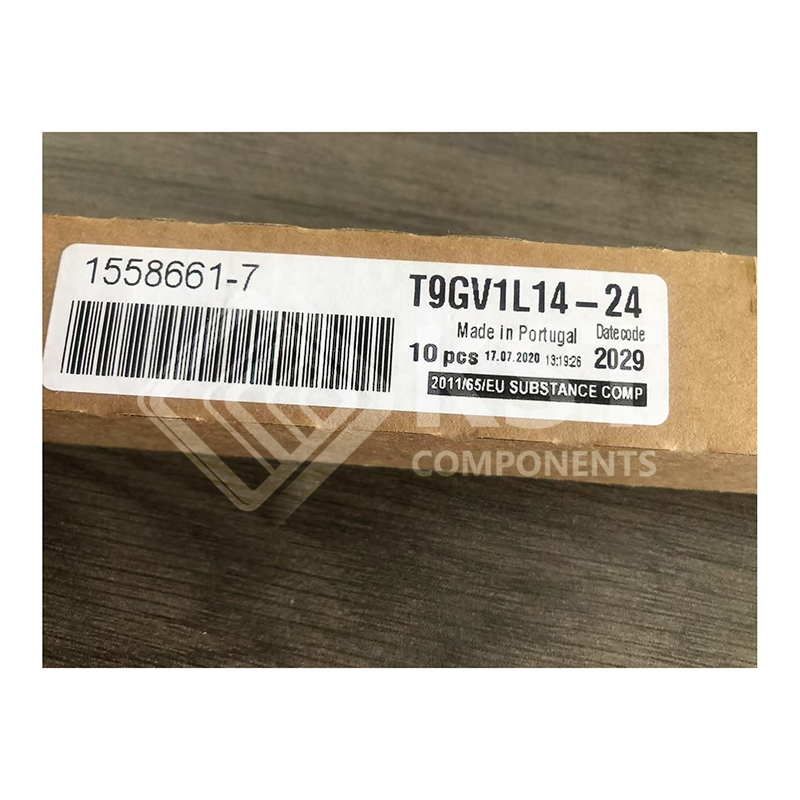 1558661-7
T9GV1L14-24
Made in Portugal Datecode
10 pcs 17.07.2020 13:19:26 2029
2011/65/EU SUBSTANCE COMP
COMPONENTS